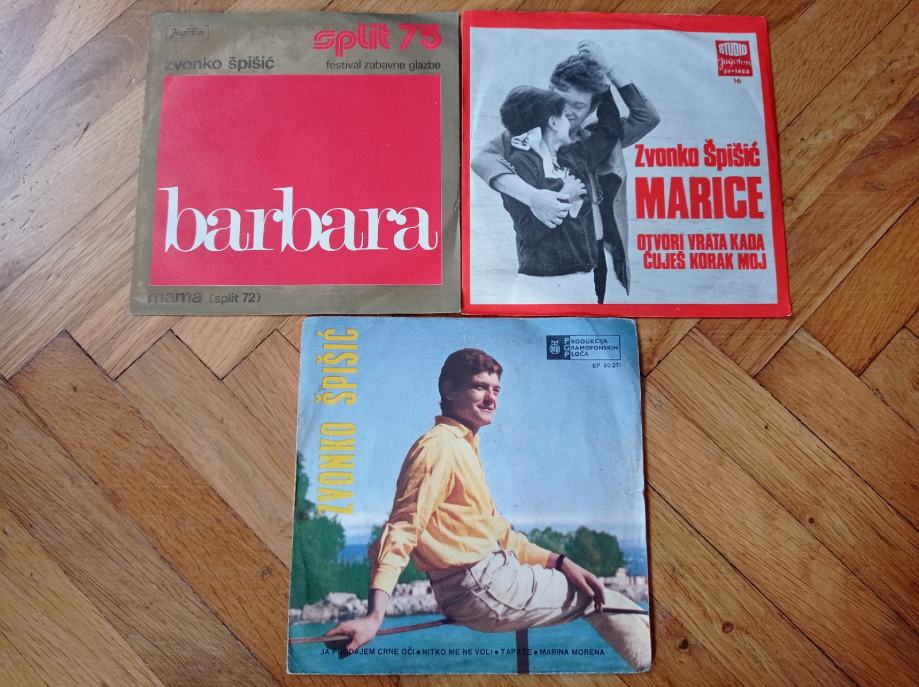 Jugoton
split 73
zvonko špišić
festival zabavne glazbe
barbara
mama (split 72)
STUDIO
Jugoton
SY-1453
16
Zvonko Špišić
MARICE
OTVORI VRATA KADA
ČUJEŠ KORAK MOJ
ZVONKO ŠPIŠIĆ
PRODUKCIJA
GRAMOFONSKIH
PLOČA
EP 50271
JA PRODAJEM CRNE OČI • NITKO ME NE VOLI • TAPATE • MARINA MORENA